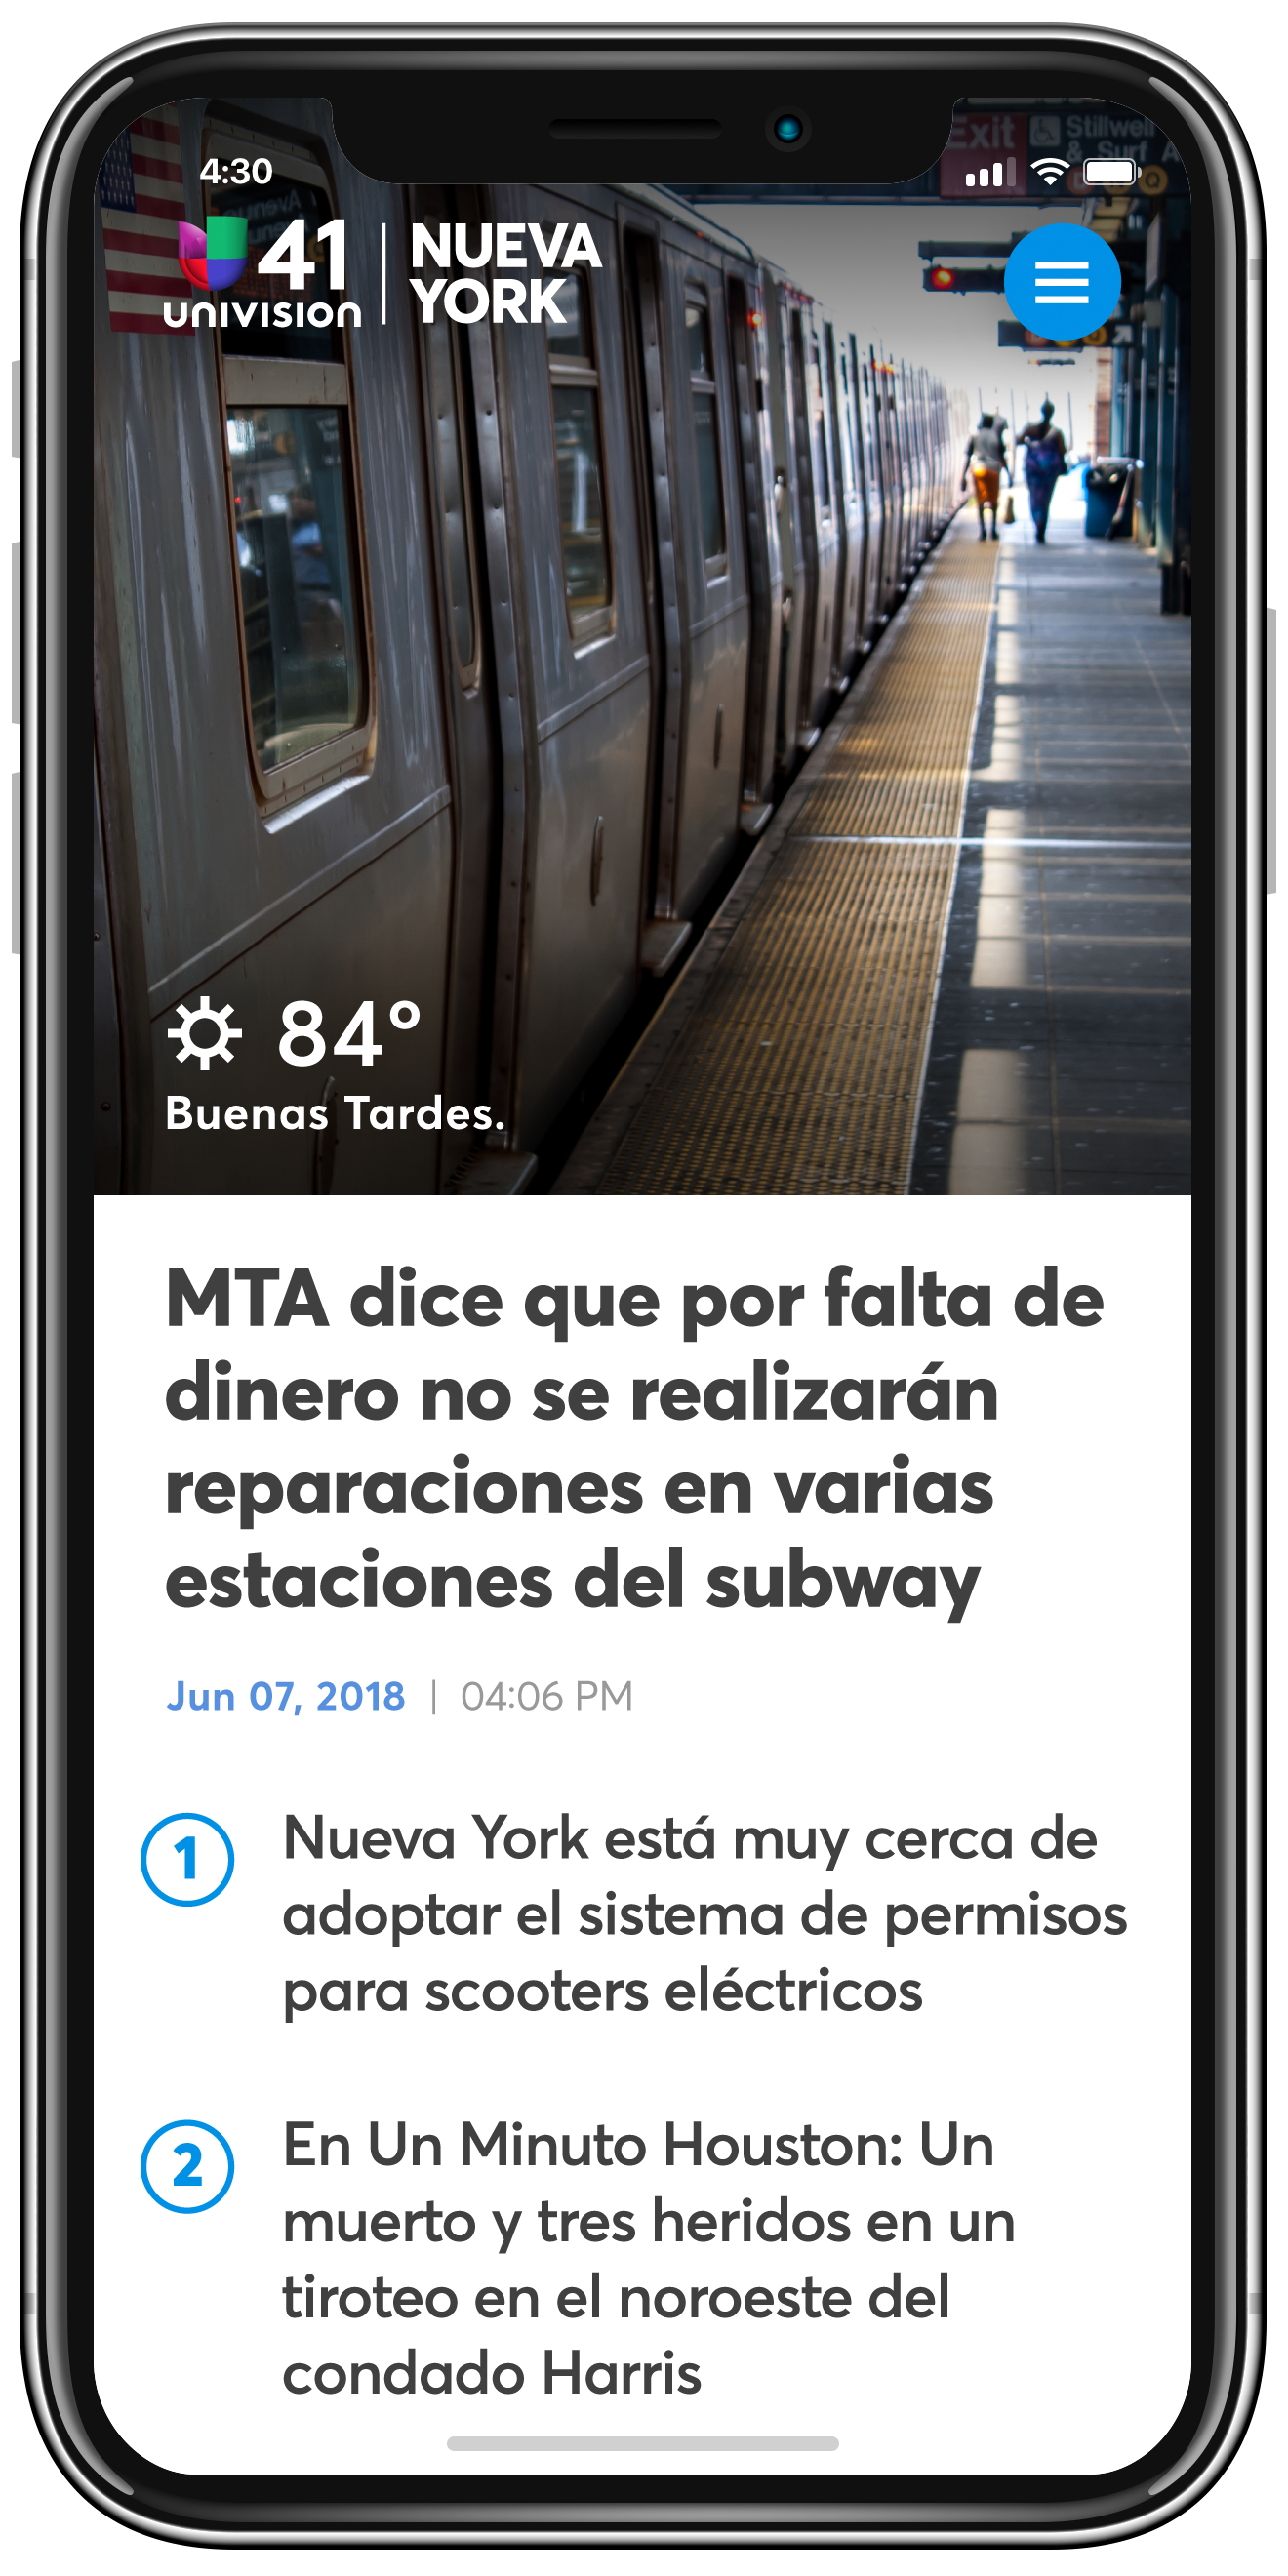 4:30
Exit
Stillwell
& Surf A
Q
41
UNIVISION
NUEVA
YORK
84°
Buenas Tardes.
MTA dice que por falta de
dinero no se realizarán
reparaciones en varias
estaciones del subway
Jun 07, 2018 | 04:06 PM
1
Nueva York está muy cerca de
adoptar el sistema de permisos
para scooters eléctricos
2
En Un Minuto Houston: Un
muerto y tres heridos en un
tiroteo en el noroeste del
condado Harris